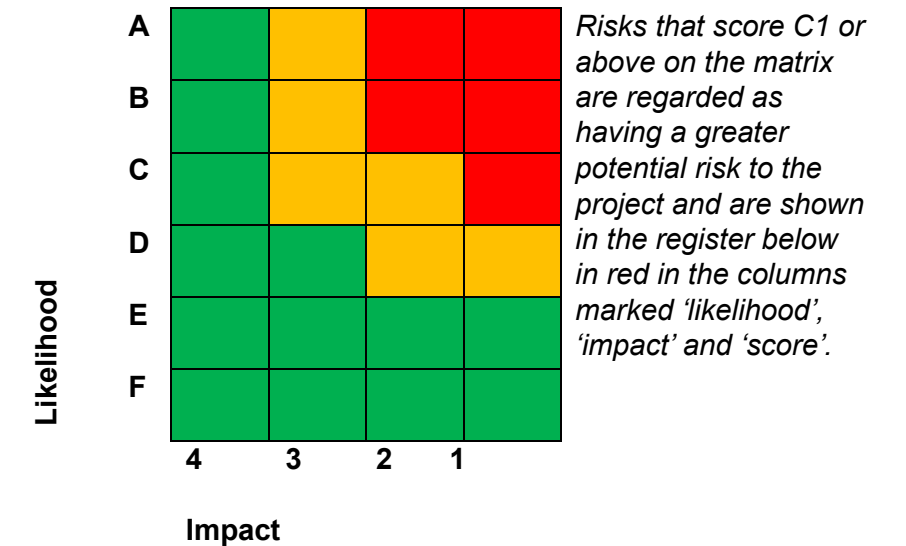 A
B
C
D
E
F
Likelihood
4 3 2 1
Impact
Risks that score C1 or
above on the matrix
are regarded as
having a greater
potential risk to the
project and are shown
in the register below
in red in the columns
marked ‘likelihood’,
‘impact’ and ‘score’.